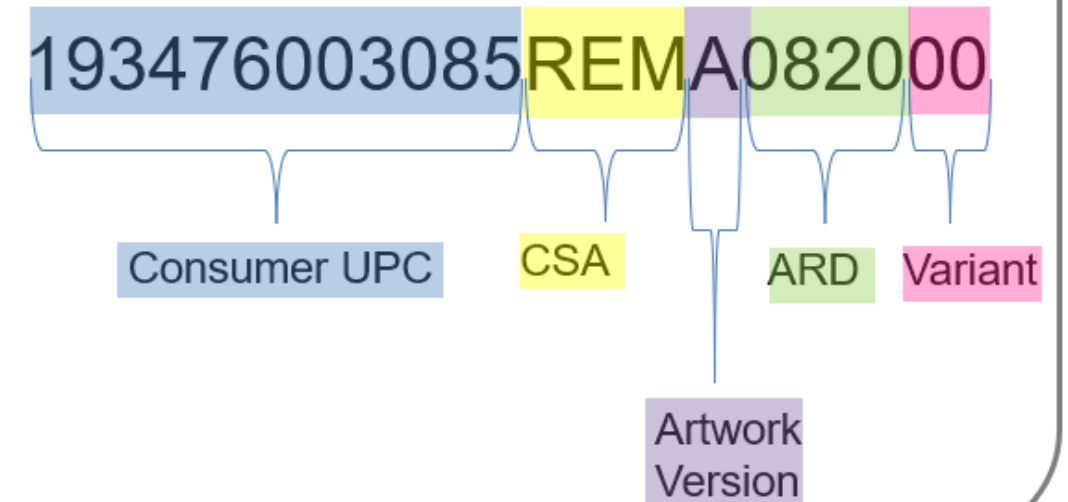 193476003085REMA082000
Consumer UPC
CSA
ARD
Variant
Artwork
Version